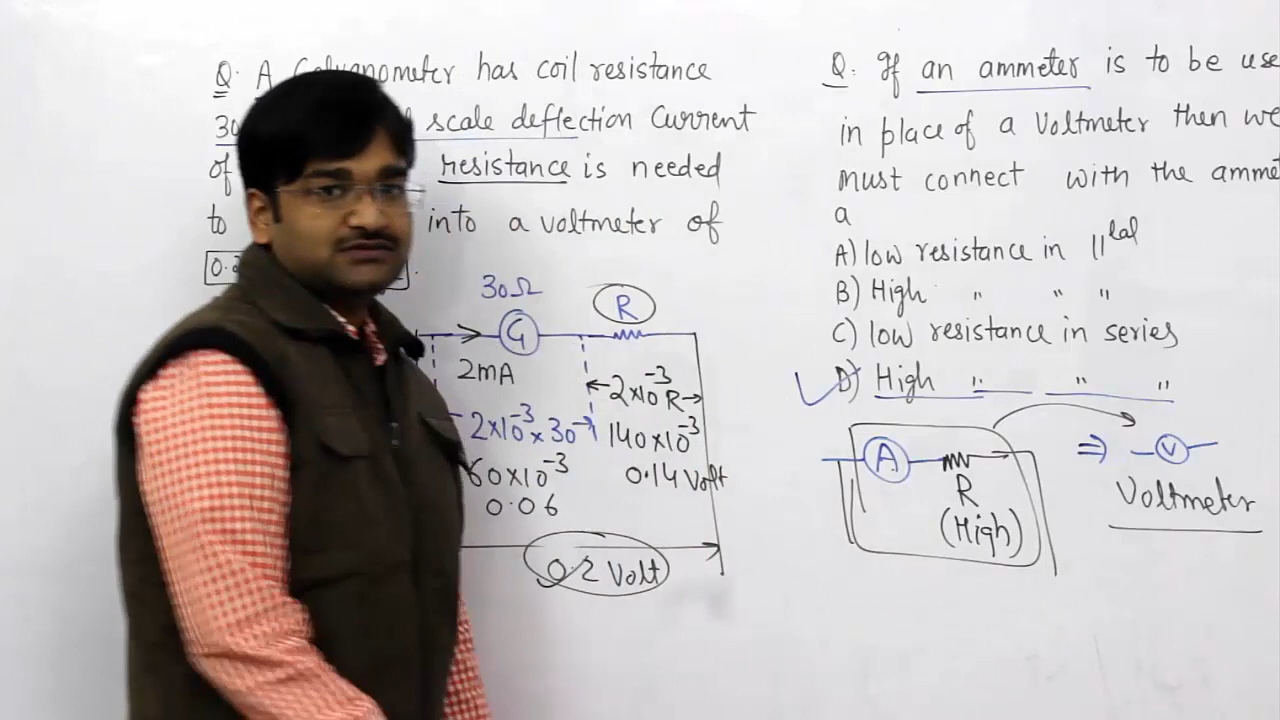 Q. A Galvanometer has coil resistance
30 scale deflection Current
of resistance is needed
to into a voltmeter of
30Ω
R
G
2mA
2×10⁻³R
2×10⁻³×30
140×10⁻³
60×10⁻³
0.14 Volt
0.06
0.2 Volt
Q. If an ammeter is to be use
in place of a Voltmeter then we
must connect with the amme
a
A) low resistance in ||lal
B) High " " "
C) low resistance in series
D) High " " "
A ⇒ V
R
Voltmeter
(High)